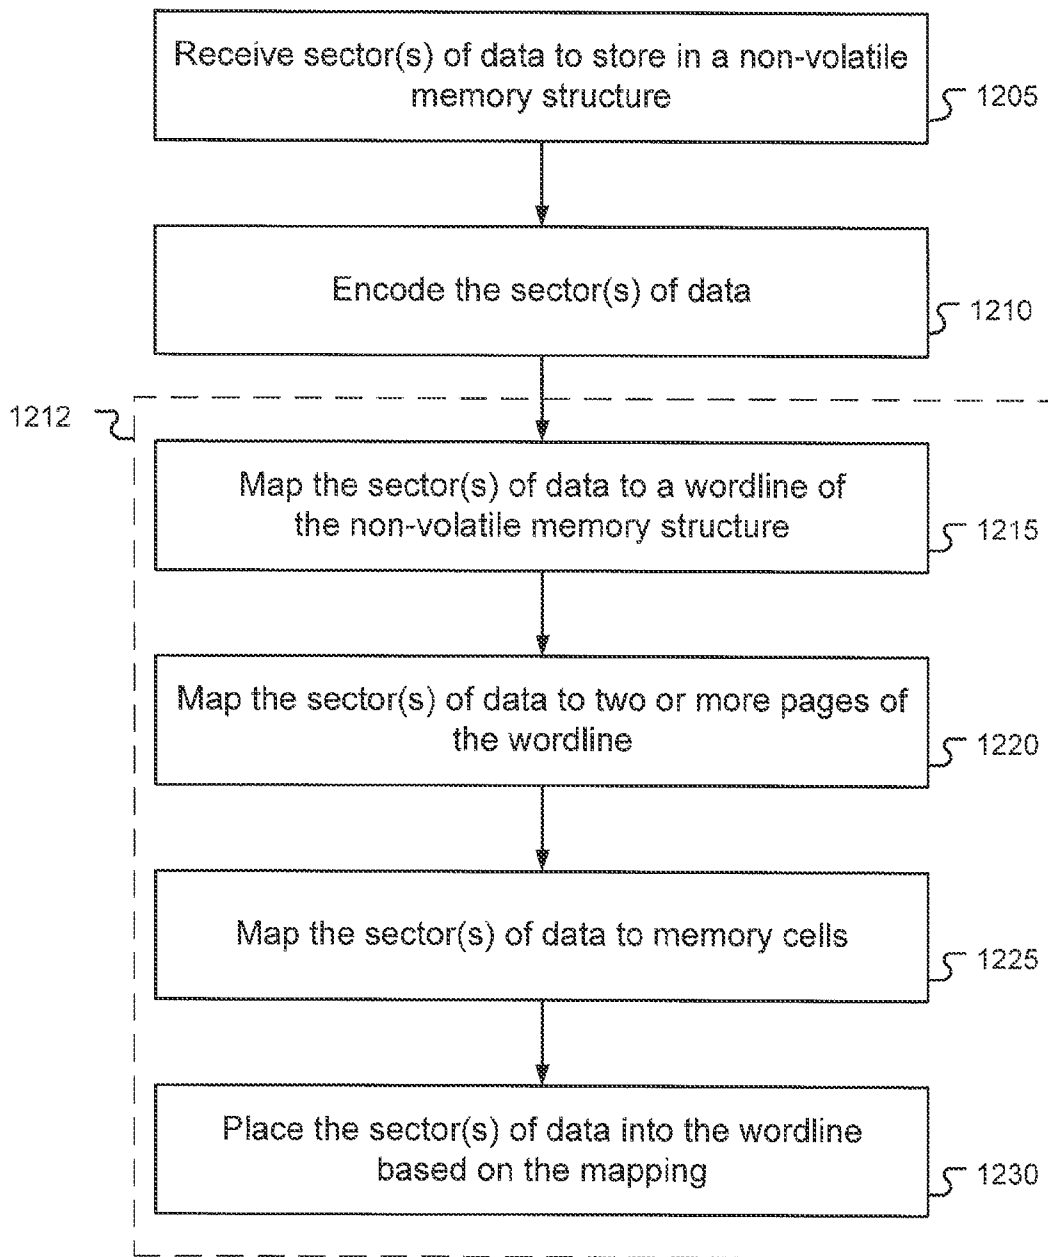 Receive sector(s) of data to store in a non-volatile
memory structure
1205
Encode the sector(s) of data
1210
1212
Map the sector(s) of data to a wordline of
the non-volatile memory structure
1215
Map the sector(s) of data to two or more pages of
the wordline
1220
Map the sector(s) of data to memory cells
1225
Place the sector(s) of data into the wordline
based on the mapping
1230